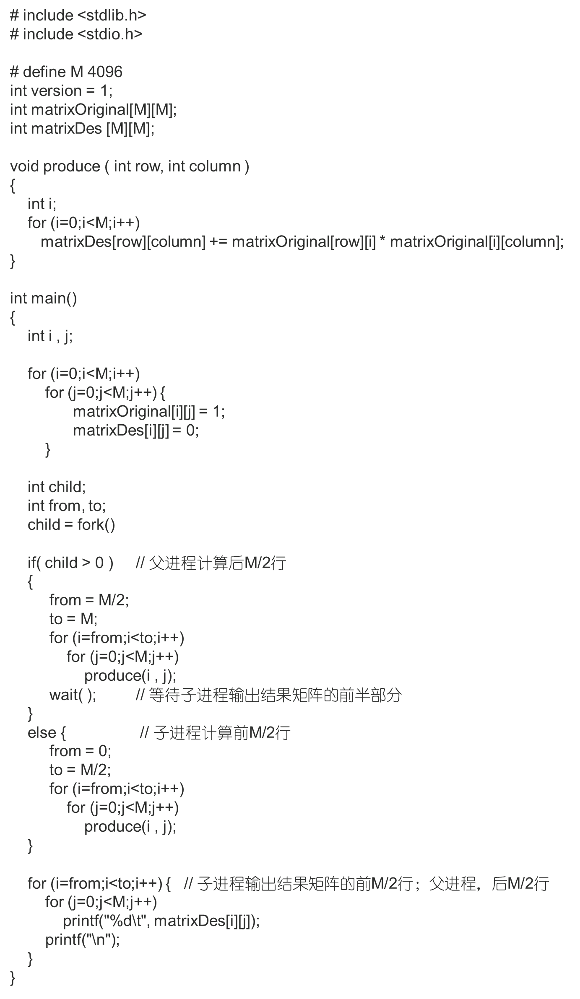 # include <stdlib.h>
# include <stdio.h>
# define M 4096
int version = 1;
int matrixOriginal[M][M];
int matrixDes [M][M];
void produce ( int row, int column )
{
int i;
for (i=0;i<M;i++)
matrixDes[row][column] += matrixOriginal[row][i] * matrixOriginal[i][column];
}
int main()
{
int i , j;
for (i=0;i<M;i++)
for (j=0;j<M;j++) {
matrixOriginal[i][j] = 1;
matrixDes[i][j] = 0;
}
int child;
int from, to;
child = fork()
if( child > 0 ) // 父进程计算后M/2行
{
from = M/2;
to = M;
for (i=from;i<to;i++)
for (j=0;j<M;j++)
produce(i , j);
wait( ); // 等待子进程输出结果矩阵的前半部分
}
else { // 子进程计算前M/2行
from = 0;
to = M/2;
for (i=from;i<to;i++)
for (j=0;j<M;j++)
produce(i , j);
}
for (i=from;i<to;i++) { // 子进程输出结果矩阵的前M/2行；父进程，后M/2行
for (j=0;j<M;j++)
printf("%d\t", matrixDes[i][j]);
printf("\n");
}
}